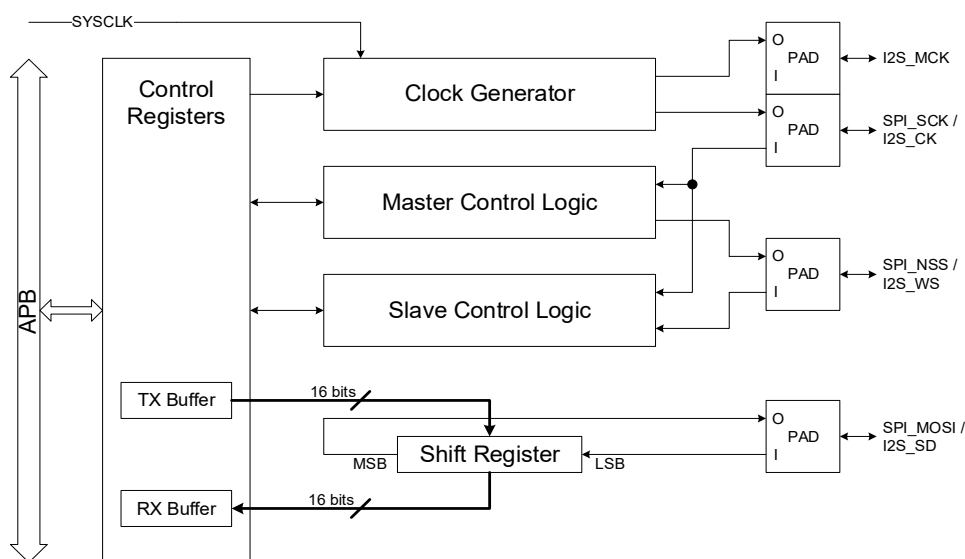 SYSCLK
O
PAD
I
I2S_MCK
Control
Registers
Clock Generator
O
PAD
I
SPI_SCK /
I2S_CK
Master Control Logic
O
PAD
I
SPI_NSS /
I2S_WS
APB
Slave Control Logic
TX Buffer
16 bits
O
PAD
I
SPI_MOSI /
I2S_SD
MSB
Shift Register
LSB
RX Buffer
16 bits